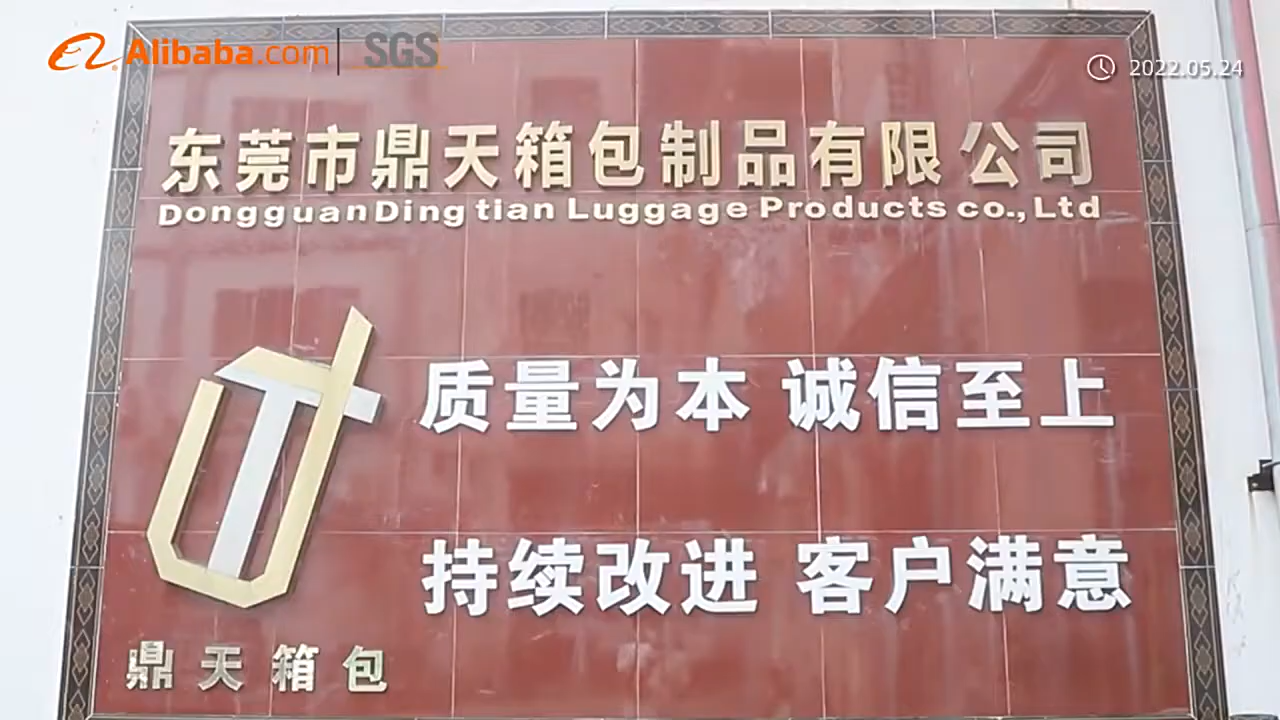 Alibaba.com | SGS
2022.05.24
东莞市鼎天箱包制品有限公司
DongguanDing tian Luggage Products co.,Ltd
质量为本 诚信至上
持续改进 客户满意
鼎天箱包